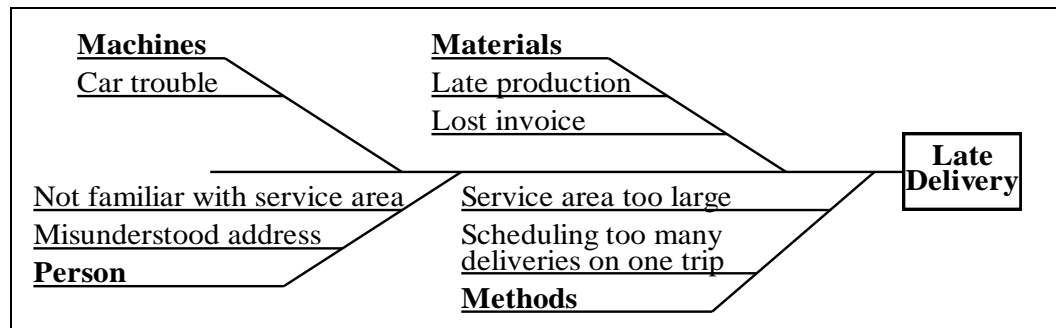 Machines
Car trouble
Materials
Late production
Lost invoice
Late
Delivery
Not familiar with service area
Misunderstood address
Person
Service area too large
Scheduling too many
deliveries on one trip
Methods